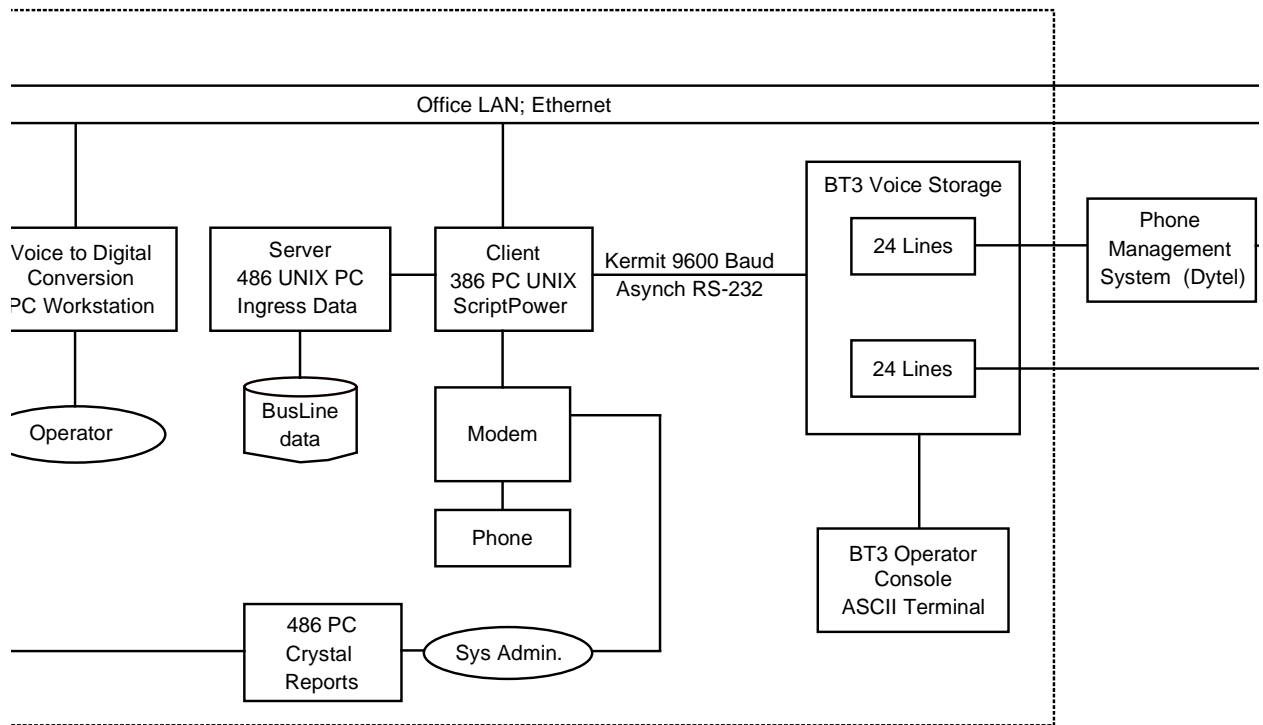 Office LAN; Ethernet
Voice to Digital
Conversion
PC Workstation
Operator
Server
486 UNIX PC
Ingress Data
BusLine
data
Client
386 PC UNIX
ScriptPower
Kermit 9600 Baud
Asynch RS-232
Modem
Phone
BT3 Voice Storage
24 Lines
24 Lines
Phone
Management
System (Dytel)
BT3 Operator
Console
ASCII Terminal
486 PC
Crystal
Reports
Sys Admin.